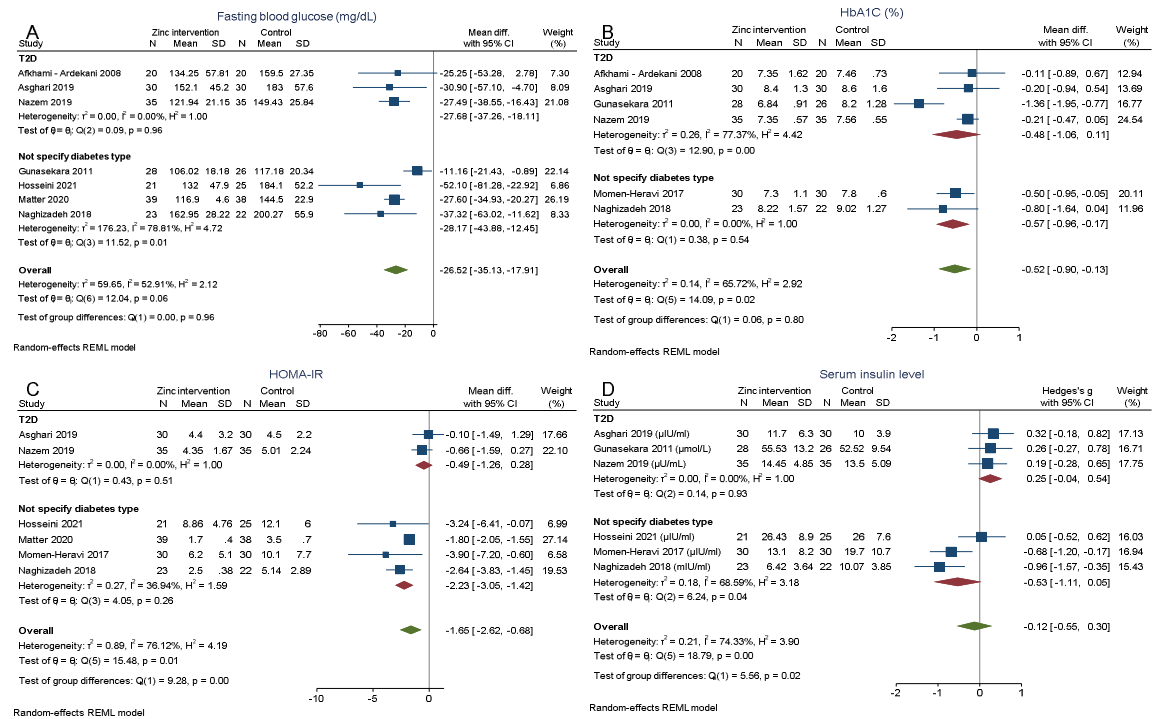 A
Fasting blood glucose (mg/dL)
Zinc intervention Control Mean diff. Weight
Study N Mean SD N Mean SD with 95% CI (%)
T2D
Afkhami - Ardekani 2008 20 134.25 57.81 20 159.5 27.35 -25.25 [ -53.28, 2.78] 7.30
Asghari 2019 30 152.1 45.2 30 183 57.6 -30.90 [ -57.10, -4.70] 8.09
Nazem 2019 35 121.94 21.15 35 149.43 25.84 -27.49 [ -38.55, -16.43] 21.08
Heterogeneity: τ² = 0.00, I² = 0.00%, H² = 1.00 -27.68 [ -37.26, -18.11]
Test of θᵢ = θⱼ: Q(2) = 0.09, p = 0.96
Not specify diabetes type
Gunasekara 2011 28 106.02 18.18 26 117.18 20.34 -11.16 [ -21.43, -0.89] 22.14
Hosseini 2021 21 132 47.9 25 184.1 52.2 -52.10 [ -81.28, -22.92] 6.86
Matter 2020 39 116.9 4.6 38 144.5 22.9 -27.60 [ -34.93, -20.27] 26.19
Naghizadeh 2018 23 162.95 28.22 22 200.27 55.9 -37.32 [ -63.02, -11.62] 8.33
Heterogeneity: τ² = 176.23, I² = 78.81%, H² = 4.72 -28.17 [ -43.88, -12.45]
Test of θᵢ = θⱼ: Q(3) = 11.52, p = 0.01
Overall -26.52 [ -35.13, -17.91]
Heterogeneity: τ² = 59.65, I² = 52.91%, H² = 2.12
Test of θᵢ = θⱼ: Q(6) = 12.04, p = 0.06
Test of group differences: Q(1) = 0.00, p = 0.96
-80 -60 -40 -20 0
Random-effects REML model
B
HbA1C (%)
Zinc intervention Control Mean diff. Weight
Study N Mean SD N Mean SD with 95% CI (%)
T2D
Afkhami - Ardekani 2008 20 7.35 1.62 20 7.46 .73 -0.11 [ -0.89, 0.67] 12.94
Asghari 2019 30 8.4 1.3 30 8.6 1.6 -0.20 [ -0.94, 0.54] 13.69
Gunasekara 2011 28 6.84 .91 26 8.2 1.28 -1.36 [ -1.95, -0.77] 16.77
Nazem 2019 35 7.35 .57 35 7.56 .55 -0.21 [ -0.47, 0.05] 24.54
Heterogeneity: τ² = 0.26, I² = 77.37%, H² = 4.42 -0.48 [ -1.06, 0.11]
Test of θᵢ = θⱼ: Q(3) = 12.90, p = 0.00
Not specify diabetes type
Momen-Heravi 2017 30 7.3 1.1 30 7.8 .6 -0.50 [ -0.95, -0.05] 20.11
Naghizadeh 2018 23 8.22 1.57 22 9.02 1.27 -0.80 [ -1.64, 0.04] 11.96
Heterogeneity: τ² = 0.00, I² = 0.00%, H² = 1.00 -0.57 [ -0.96, -0.17]
Test of θᵢ = θⱼ: Q(1) = 0.38, p = 0.54
Overall -0.52 [ -0.90, -0.13]
Heterogeneity: τ² = 0.14, I² = 65.72%, H² = 2.92
Test of θᵢ = θⱼ: Q(5) = 14.09, p = 0.02
Test of group differences: Q(1) = 0.06, p = 0.80
-2 -1 0 1
Random-effects REML model
C
HOMA-IR
Zinc intervention Control Mean diff. Weight
Study N Mean SD N Mean SD with 95% CI (%)
T2D
Asghari 2019 30 4.4 3.2 30 4.5 2.2 -0.10 [ -1.49, 1.29] 17.66
Nazem 2019 35 4.35 1.67 35 5.01 2.24 -0.66 [ -1.59, 0.27] 22.10
Heterogeneity: τ² = 0.00, I² = 0.00%, H² = 1.00 -0.49 [ -1.26, 0.28]
Test of θᵢ = θⱼ: Q(1) = 0.43, p = 0.51
Not specify diabetes type
Hosseini 2021 21 8.86 4.76 25 12.1 6 -3.24 [ -6.41, -0.07] 6.99
Matter 2020 39 1.7 .4 38 3.5 .7 -1.80 [ -2.05, -1.55] 27.14
Momen-Heravi 2017 30 6.2 5.1 30 10.1 7.7 -3.90 [ -7.20, -0.60] 6.58
Naghizadeh 2018 23 2.5 .38 22 5.14 2.89 -2.64 [ -3.83, -1.45] 19.53
Heterogeneity: τ² = 0.27, I² = 36.94%, H² = 1.59 -2.23 [ -3.05, -1.42]
Test of θᵢ = θⱼ: Q(3) = 4.05, p = 0.26
Overall -1.65 [ -2.62, -0.68]
Heterogeneity: τ² = 0.89, I² = 76.12%, H² = 4.19
Test of θᵢ = θⱼ: Q(5) = 15.48, p = 0.01
Test of group differences: Q(1) = 9.28, p = 0.00
-10 -5 0
Random-effects REML model
D
Serum insulin level
Zinc intervention Control Hedges's g Weight
Study N Mean SD N Mean SD with 95% CI (%)
T2D
Asghari 2019 (µIU/ml) 30 11.7 6.3 30 10 3.9 0.32 [ -0.18, 0.82] 17.13
Gunasekara 2011 (µmol/L) 28 55.53 13.2 26 52.52 9.54 0.26 [ -0.27, 0.78] 16.71
Nazem 2019 (µU/mL) 35 14.45 4.85 35 13.5 5.09 0.19 [ -0.28, 0.65] 17.75
Heterogeneity: τ² = 0.00, I² = 0.00%, H² = 1.00 0.25 [ -0.04, 0.54]
Test of θᵢ = θⱼ: Q(2) = 0.14, p = 0.93
Not specify diabetes type
Hosseini 2021 (µIU/ml) 21 26.43 8.9 25 26 7.6 0.05 [ -0.52, 0.62] 16.03
Momen-Heravi 2017 (µIU/ml) 30 13.1 8.2 30 19.7 10.7 -0.68 [ -1.20, -0.17] 16.94
Naghizadeh 2018 (mIU/ml) 23 6.42 3.64 22 10.07 3.85 -0.96 [ -1.57, -0.35] 15.43
Heterogeneity: τ² = 0.18, I² = 68.59%, H² = 3.18 -0.53 [ -1.11, 0.05]
Test of θᵢ = θⱼ: Q(2) = 6.24, p = 0.04
Overall -0.12 [ -0.55, 0.30]
Heterogeneity: τ² = 0.21, I² = 74.33%, H² = 3.90
Test of θᵢ = θⱼ: Q(5) = 18.79, p = 0.00
Test of group differences: Q(1) = 5.56, p = 0.02
-2 -1 0 1
Random-effects REML model